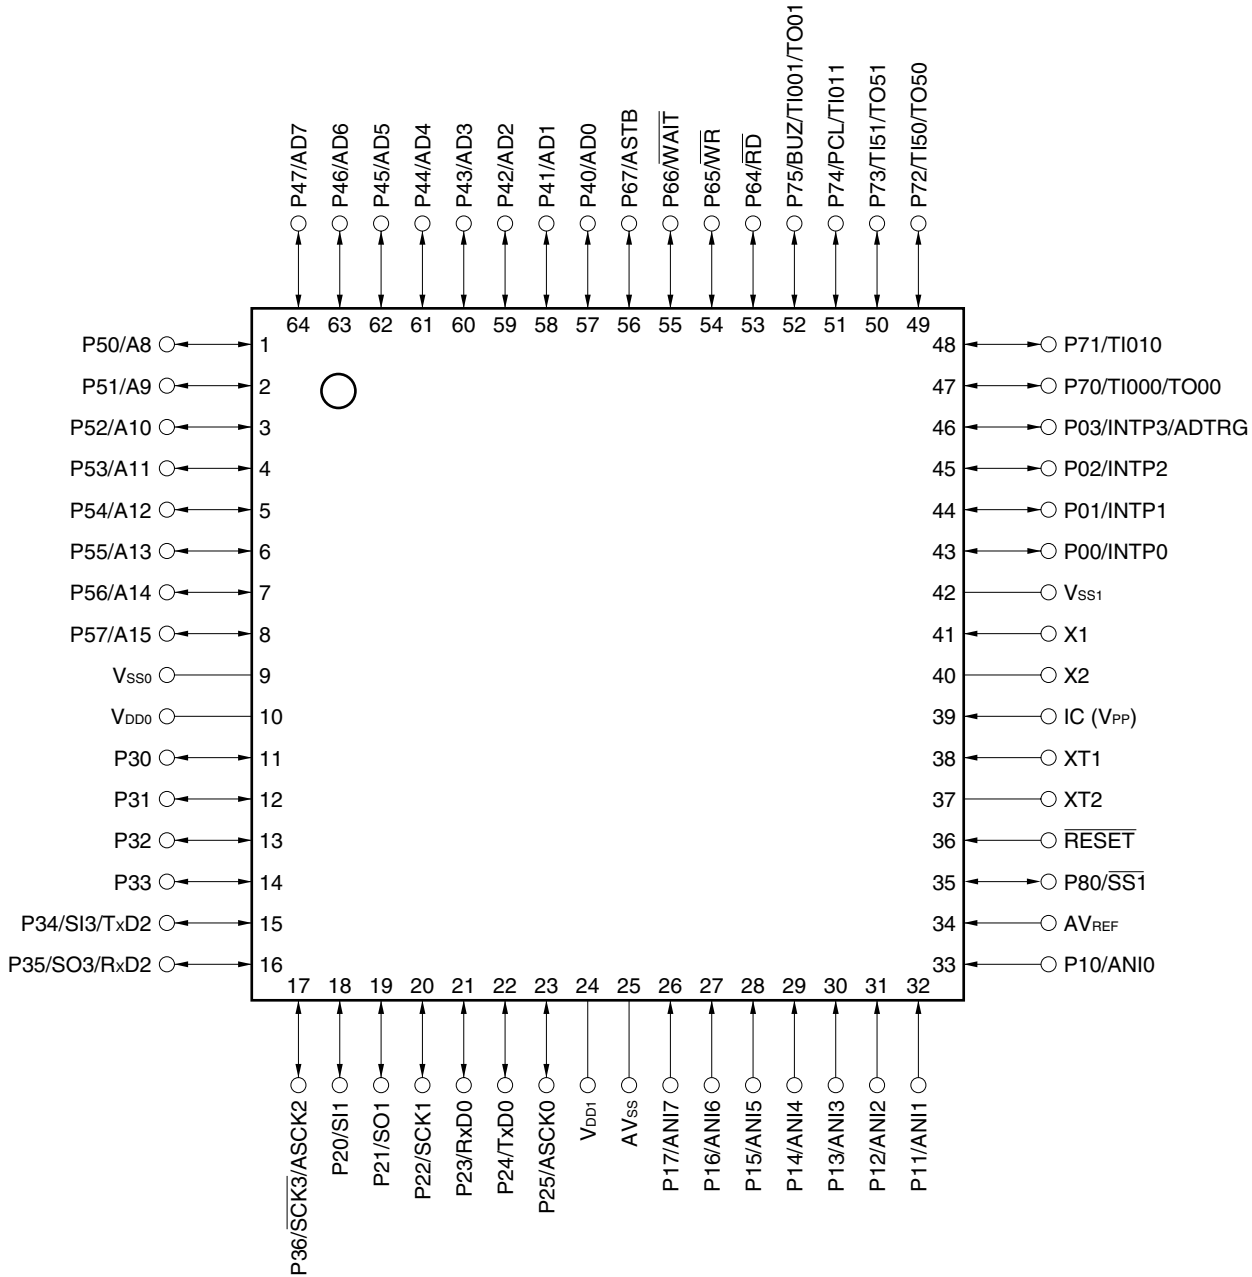 P47/AD7
P46/AD6
P45/AD5
P44/AD4
P43/AD3
P42/AD2
P41/AD1
P40/AD0
P67/ASTB
P66/W̅A̅I̅T̅
P65/W̅R̅
P64/R̅D̅
P75/BUZ/TI001/TO01
P74/PCL/TI011
P73/TI51/TO51
P72/TI50/TO50
64 63 62 61 60 59 58 57 56 55 54 53 52 51 50 49
P50/A8 1
P51/A9 2
P52/A10 3
P53/A11 4
P54/A12 5
P55/A13 6
P56/A14 7
P57/A15 8
VSS0 9
VDD0 10
P30 11
P31 12
P32 13
P33 14
P34/SI3/TxD2 15
P35/SO3/RxD2 16
48 P71/TI010
47 P70/TI000/TO00
46 P03/INTP3/ADTRG
45 P02/INTP2
44 P01/INTP1
43 P00/INTP0
42 VSS1
41 X1
40 X2
39 IC (VPP)
38 XT1
37 XT2
36 R̅E̅S̅E̅T̅
35 P80/S̅S̅1̅
34 AVREF
33 P10/ANI0
17 18 19 20 21 22 23 24 25 26 27 28 29 30 31 32
P36/S̅C̅K̅3̅/ASCK2
P20/SI1
P21/SO1
P22/SCK1
P23/RxD0
P24/TxD0
P25/ASCK0
VDD1
AVSS
P17/ANI7
P16/ANI6
P15/ANI5
P14/ANI4
P13/ANI3
P12/ANI2
P11/ANI1